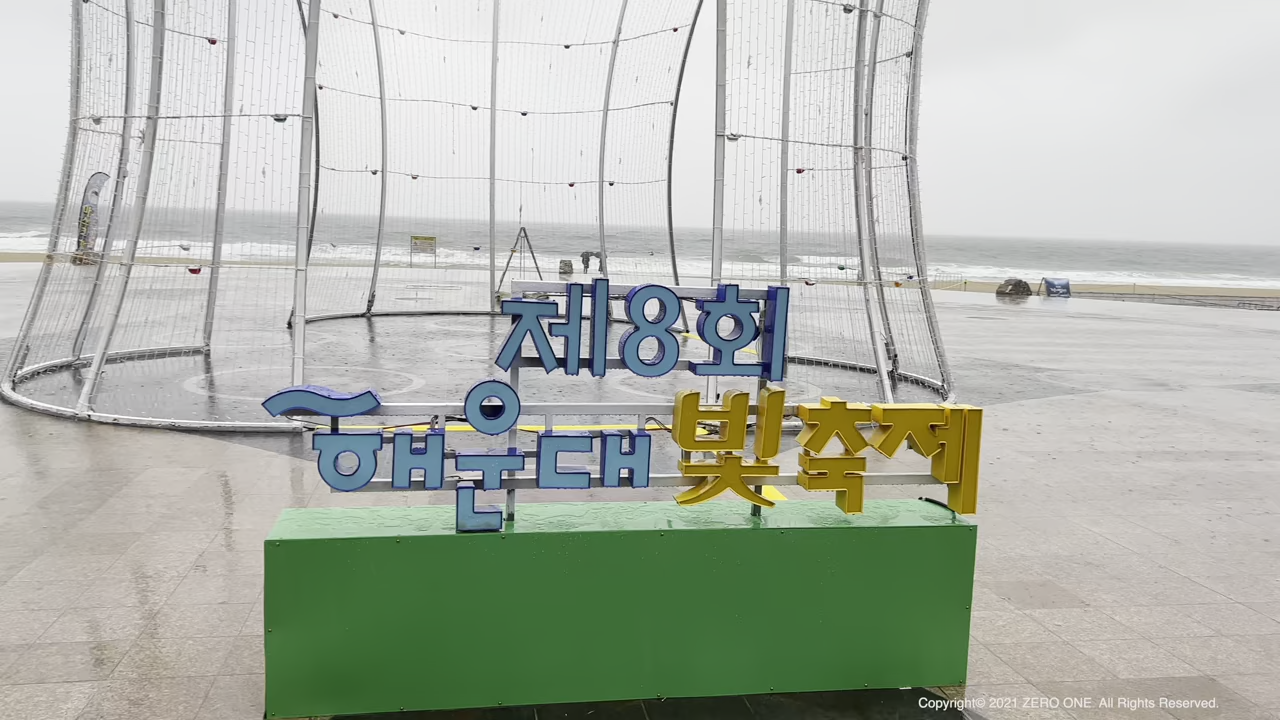 제8회
해운대 빛축제
Copyright© 2021 ZERO ONE. All Rights Reserved.